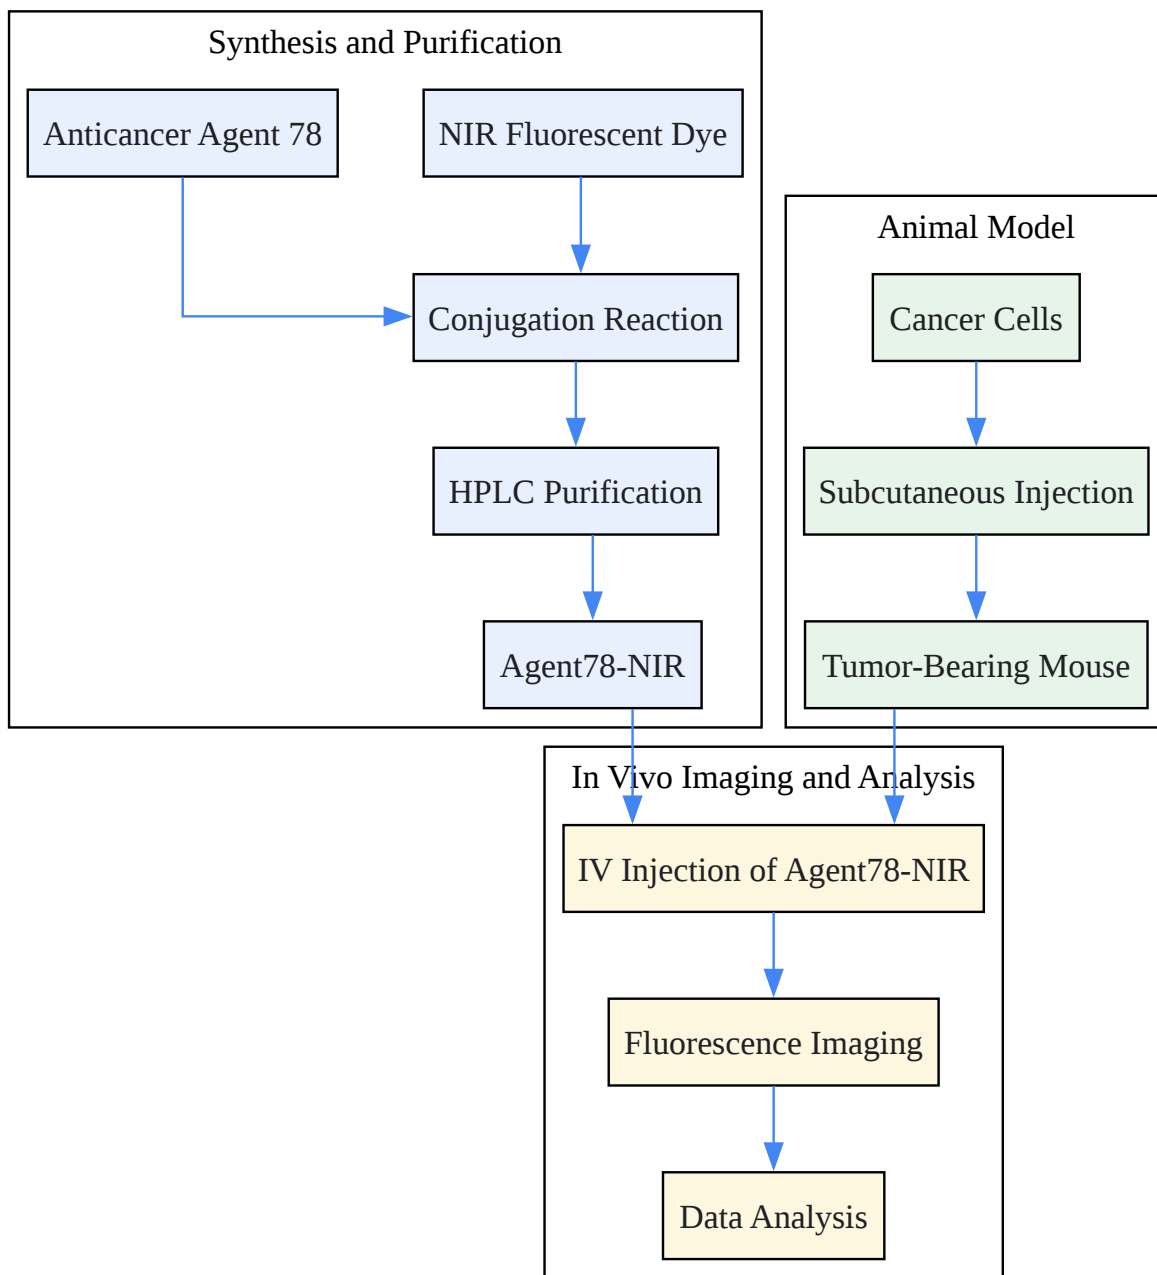 Synthesis and Purification
Anticancer Agent 78
NIR Fluorescent Dye
Conjugation Reaction
HPLC Purification
Agent78-NIR
Animal Model
Cancer Cells
Subcutaneous Injection
Tumor-Bearing Mouse
In Vivo Imaging and Analysis
IV Injection of Agent78-NIR
Fluorescence Imaging
Data Analysis